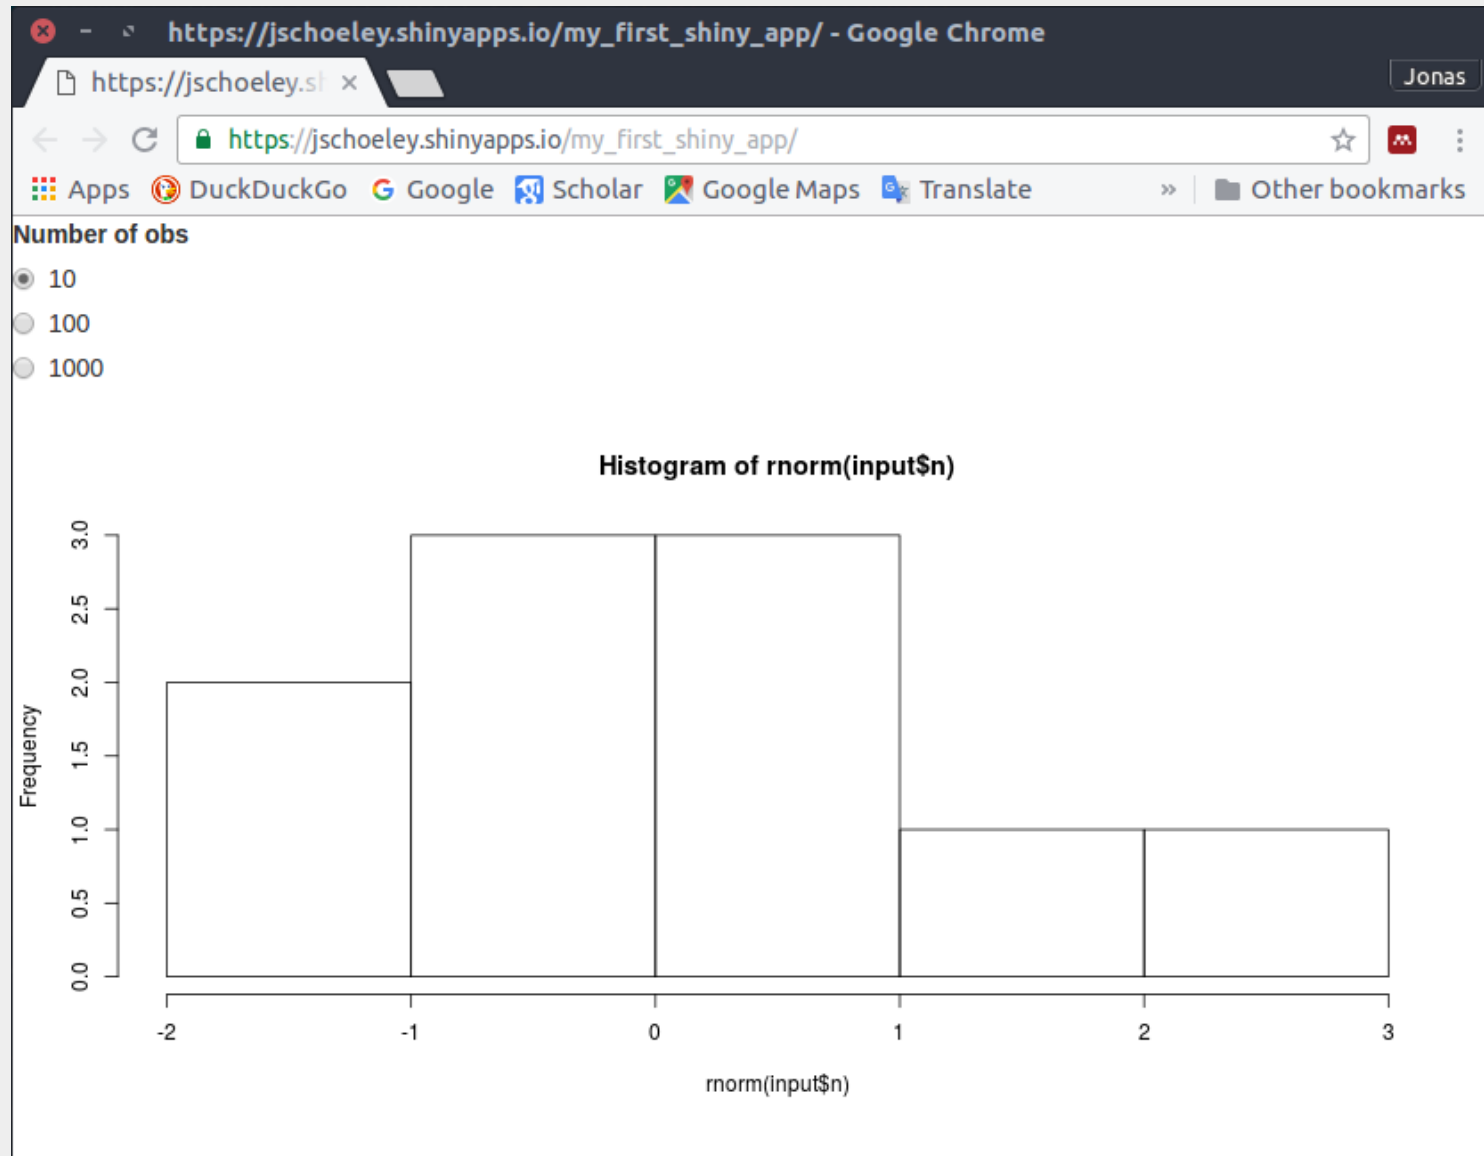 https://jschoeley.shinyapps.io/my_first_shiny_app/ - Google Chrome
https://jschoeley.sh
Jonas
https://jschoeley.shinyapps.io/my_first_shiny_app/
Apps DuckDuckGo Google Scholar Google Maps Translate » Other bookmarks
Number of obs
10
100
1000
Histogram of rnorm(input$n)
Frequency
3.0
2.5
2.0
1.5
1.0
0.5
0.0
-2 -1 0 1 2 3
rnorm(input$n)